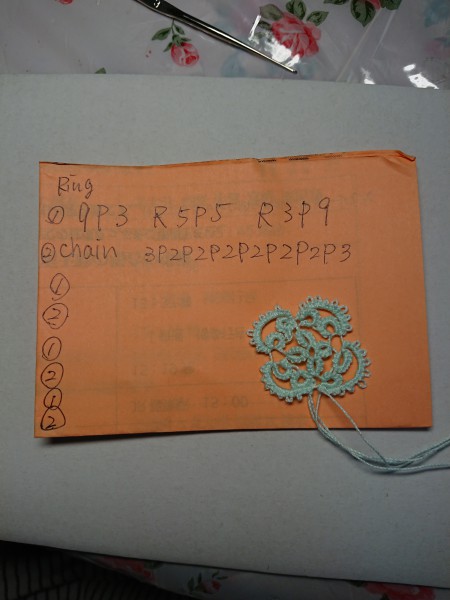 Ring
① 9P3 R5P5 R3P9
② chain 3P2P2P2P2P2P2P3
①
②
①
②
①
②